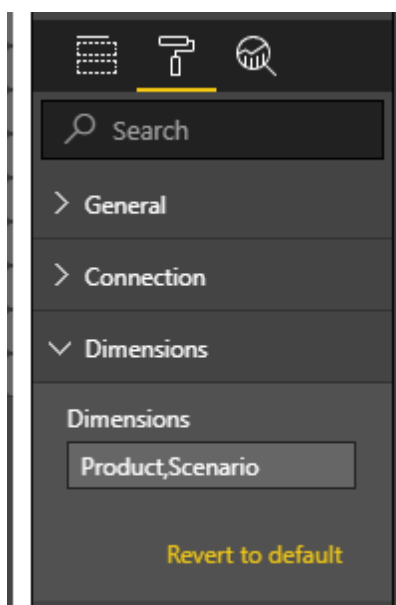 Search
General
Connection
Dimensions
Dimensions
Product,Scenario
Revert to default